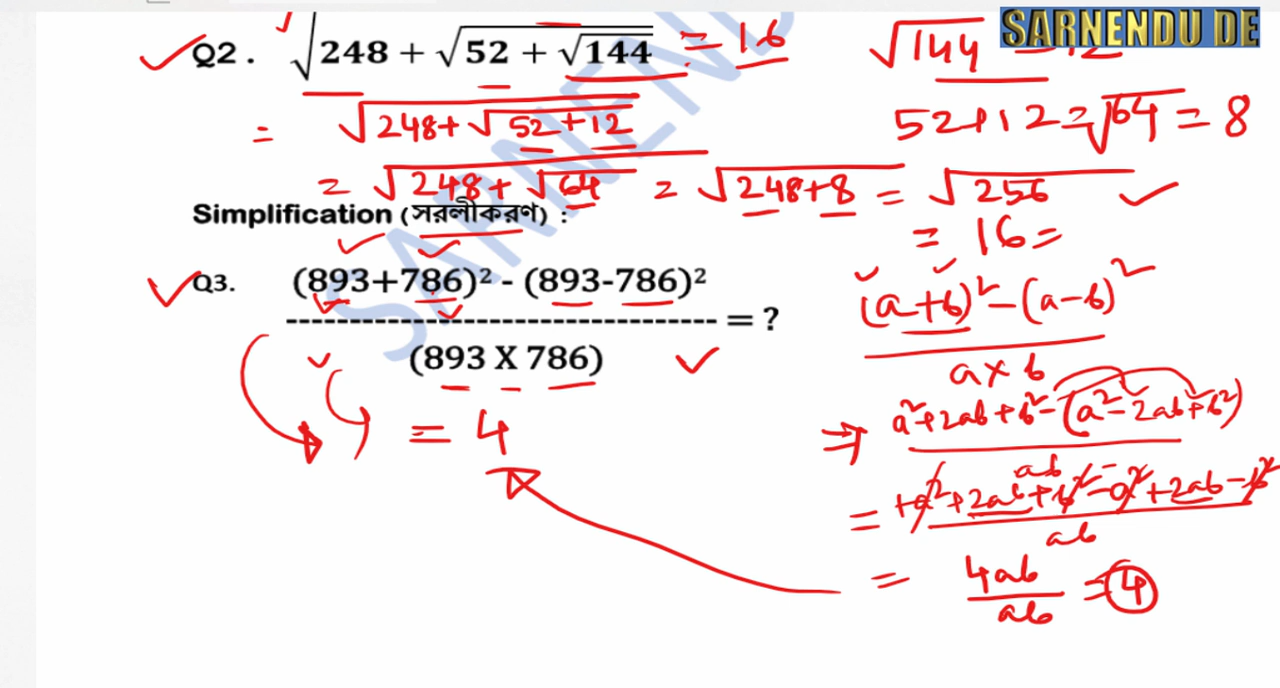 SARNENDU DE
Q2. √248 + √52 + √144 = 16
√144 = 12
= √248+√52+12
52+12=√64 = 8
= √248+√64 = √248+8 = √256
= 16=
Simplification (সরলীকরণ) :
Q3. (893+786)² - (893-786)²
---------------------------------- = ?
(893 X 786)
= 4
(a+b)²-(a-b)²
a×b
⇒ a²+2ab+b²-(a²-2ab+b²)
ab
= +a²+2ab+b²-a²+2ab-b²
ab
= 4ab = 4
ab
SARNEND